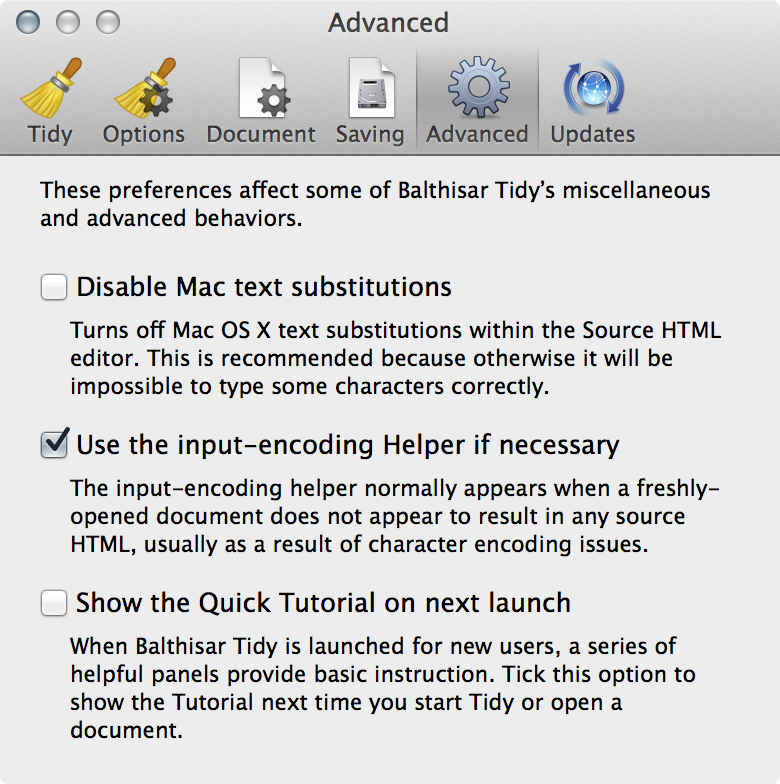 Advanced
Tidy Options Document Saving Advanced Updates
These preferences affect some of Balthisar Tidy’s miscellaneous
and advanced behaviors.
Disable Mac text substitutions
Turns off Mac OS X text substitutions within the Source HTML
editor. This is recommended because otherwise it will be
impossible to type some characters correctly.
Use the input-encoding Helper if necessary
The input-encoding helper normally appears when a freshly-
opened document does not appear to result in any source
HTML, usually as a result of character encoding issues.
Show the Quick Tutorial on next launch
When Balthisar Tidy is launched for new users, a series of
helpful panels provide basic instruction. Tick this option to
show the Tutorial next time you start Tidy or open a
document.